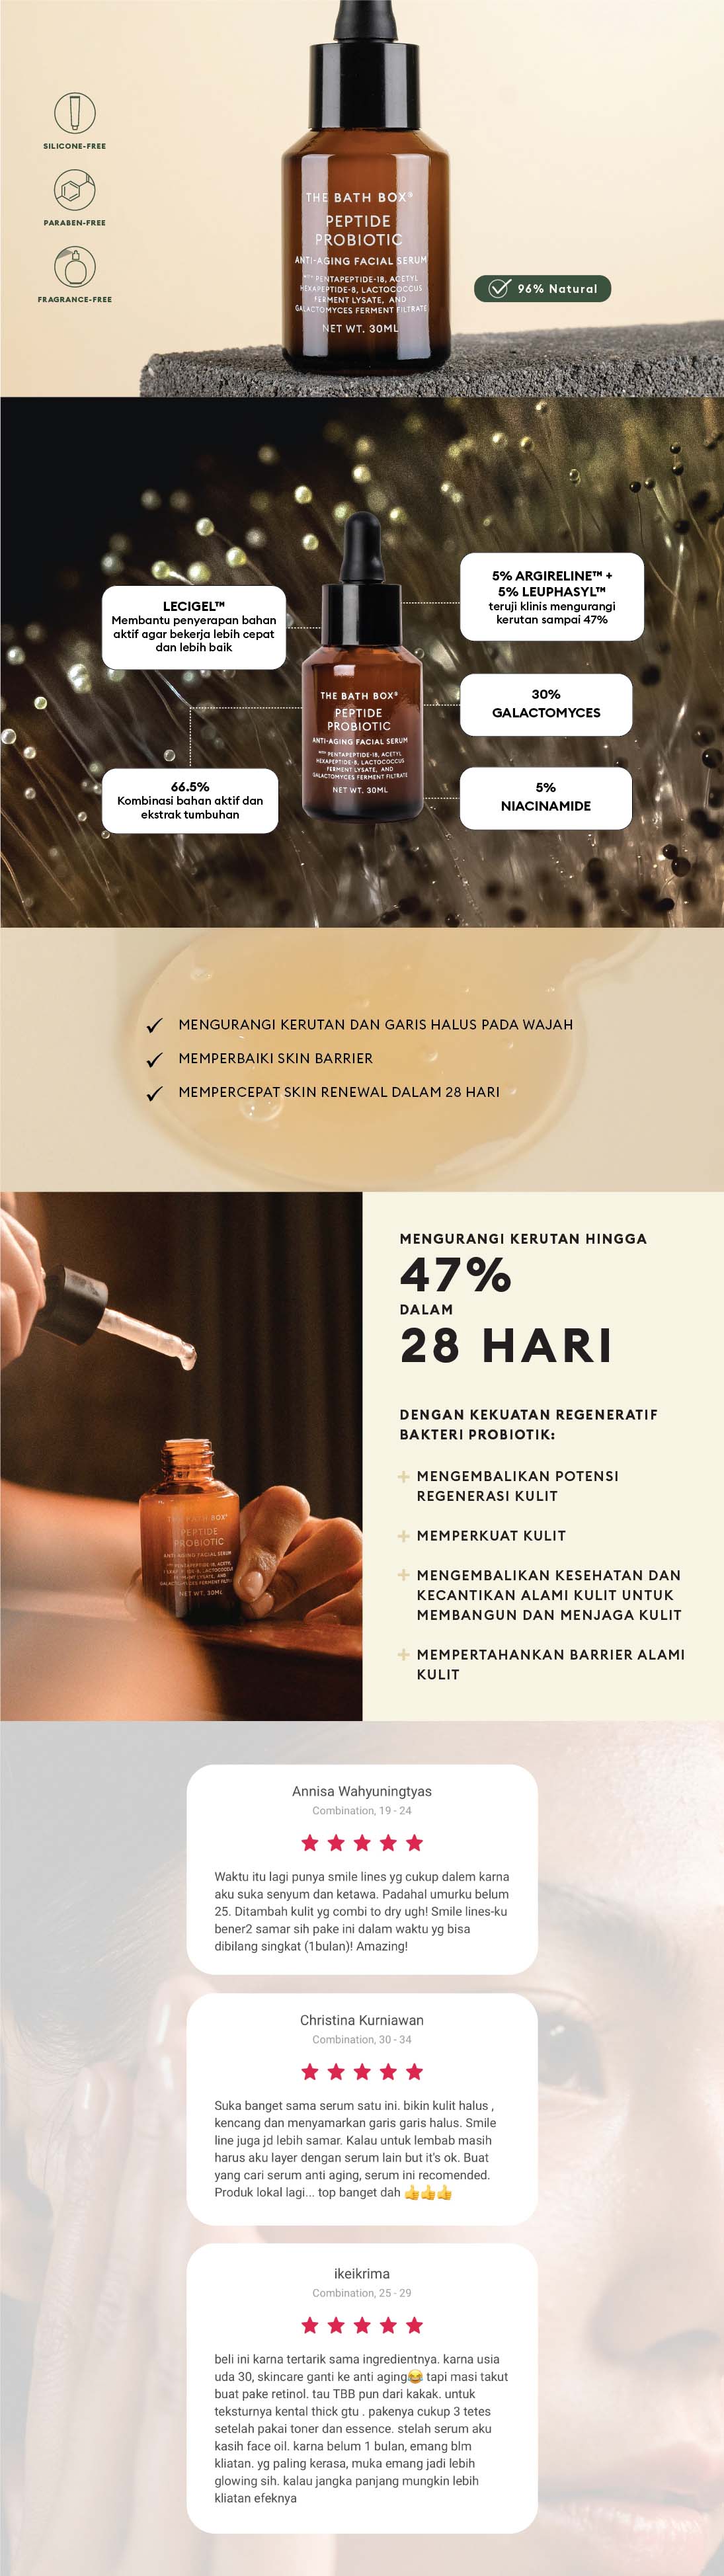 SILICONE-FREE
PARABEN-FREE
FRAGRANCE-FREE
THE BATH BOX®
PEPTIDE
PROBIOTIC
ANTI-AGING FACIAL SERUM
WITH PENTAPEPTIDE-18, ACETYL
HEXAPEPTIDE-8, LACTOCOCCUS
FERMENT LYSATE, AND
GALACTOMYCES FERMENT FILTRATE
NET WT. 30ML
96% Natural
LECIGEL™
Membantu penyerapan bahan
aktif agar bekerja lebih cepat
dan lebih baik
66.5%
Kombinasi bahan aktif dan
ekstrak tumbuhan
THE BATH BOX®
PEPTIDE
PROBIOTIC
ANTI-AGING FACIAL SERUM
WITH PENTAPEPTIDE-18, ACETYL
HEXAPEPTIDE-8, LACTOCOCCUS
FERMENT LYSATE, AND
GALACTOMYCES FERMENT FILTRATE
NET WT. 30ML
5% ARGIRELINE™ +
5% LEUPHASYL™
teruji klinis mengurangi
kerutan sampai 47%
30%
GALACTOMYCES
5%
NIACINAMIDE
MENGURANGI KERUTAN DAN GARIS HALUS PADA WAJAH
MEMPERBAIKI SKIN BARRIER
MEMPERCEPAT SKIN RENEWAL DALAM 28 HARI
THE BATH BOX®
PEPTIDE
PROBIOTIC
ANTI-AGING FACIAL SERUM
NET WT. 30ML
MENGURANGI KERUTAN HINGGA
47%
DALAM
28 HARI
DENGAN KEKUATAN REGENERATIF
BAKTERI PROBIOTIK:
MENGEMBALIKAN POTENSI
REGENERASI KULIT
MEMPERKUAT KULIT
MENGEMBALIKAN KESEHATAN DAN
KECANTIKAN ALAMI KULIT UNTUK
MEMBANGUN DAN MENJAGA KULIT
MEMPERTAHANKAN BARRIER ALAMI
KULIT
Annisa Wahyuningtyas
Combination, 19 - 24
Waktu itu lagi punya smile lines yg cukup dalem karna
aku suka senyum dan ketawa. Padahal umurku belum
25. Ditambah kulit yg combi to dry ugh! Smile lines-ku
bener2 samar sih pake ini dalam waktu yg bisa
dibilang singkat (1bulan)! Amazing!
Christina Kurniawan
Combination, 30 - 34
Suka banget sama serum satu ini. bikin kulit halus ,
kencang dan menyamarkan garis garis halus. Smile
line juga jd lebih samar. Kalau untuk lembab masih
harus aku layer dengan serum lain but it's ok. Buat
yang cari serum anti aging, serum ini recomended.
Produk lokal lagi... top banget dah 👍👍👍
ikeikrima
Combination, 25 - 29
beli ini karna tertarik sama ingredientnya. karna usia
uda 30, skincare ganti ke anti aging😂 tapi masi takut
buat pake retinol. tau TBB pun dari kakak. untuk
teksturnya kental thick gtu . pakenya cukup 3 tetes
setelah pakai toner dan essence. stelah serum aku
kasih face oil. karna belum 1 bulan, emang blm
kliatan. yg paling kerasa, muka emang jadi lebih
glowing sih. kalau jangka panjang mungkin lebih
kliatan efeknya